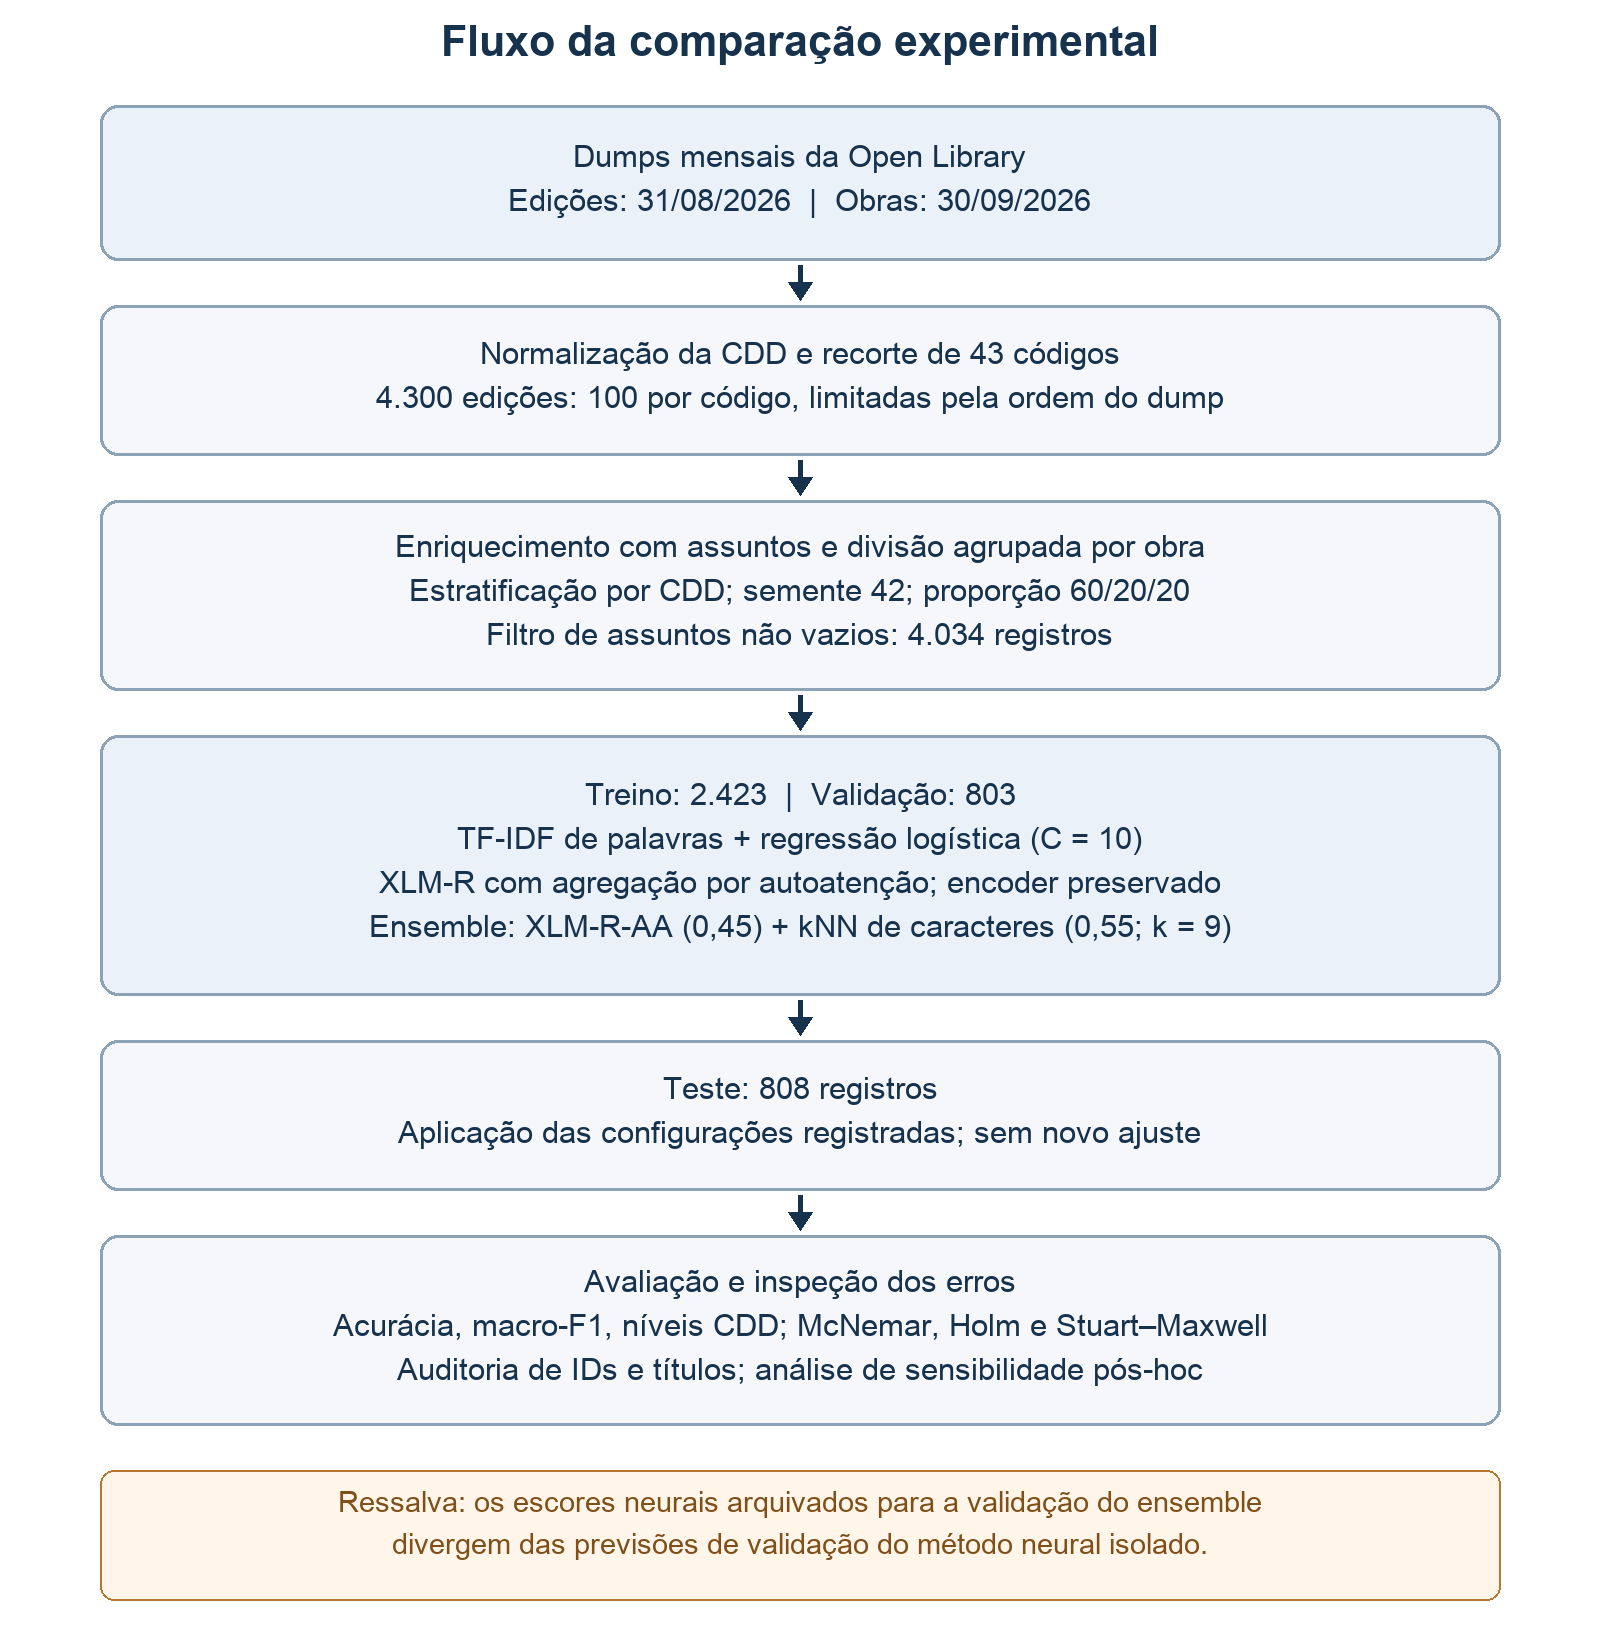 Fluxo da comparação experimental
Dumps mensais da Open Library
Edições: 31/08/2026 | Obras: 30/09/2026
Normalização da CDD e recorte de 43 códigos
4.300 edições: 100 por código, limitadas pela ordem do dump
Enriquecimento com assuntos e divisão agrupada por obra
Estratificação por CDD; semente 42; proporção 60/20/20
Filtro de assuntos não vazios: 4.034 registros
Treino: 2.423 | Validação: 803
TF-IDF de palavras + regressão logística (C = 10)
XLM-R com agregação por autoatenção; encoder preservado
Ensemble: XLM-R-AA (0,45) + kNN de caracteres (0,55; k = 9)
Teste: 808 registros
Aplicação das configurações registradas; sem novo ajuste
Avaliação e inspeção dos erros
Acurácia, macro-F1, níveis CDD; McNemar, Holm e Stuart–Maxwell
Auditoria de IDs e títulos; análise de sensibilidade pós-hoc
Ressalva: os escores neurais arquivados para a validação do ensemble
divergem das previsões de validação do método neural isolado.